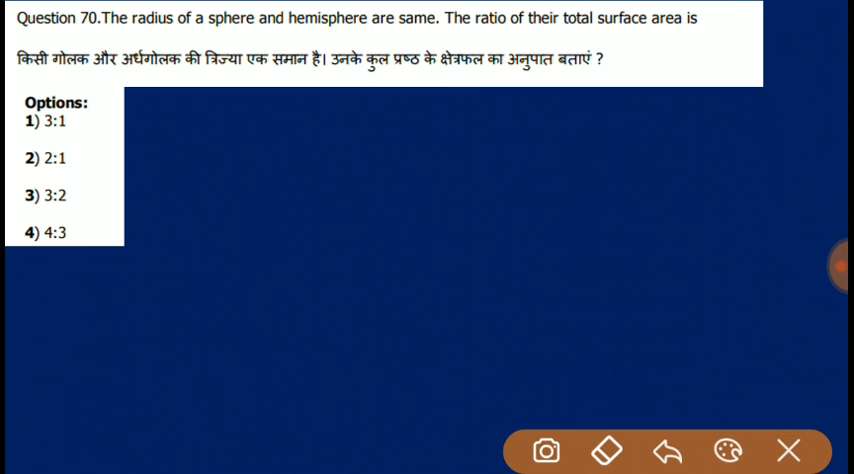 Question 70.The radius of a sphere and hemisphere are same. The ratio of their total surface area is
किसी गोलक और अर्धगोलक की त्रिज्या एक समान है। उनके कुल प्रष्ठ के क्षेत्रफल का अनुपात बताएं ?
Options:
1) 3:1
2) 2:1
3) 3:2
4) 4:3